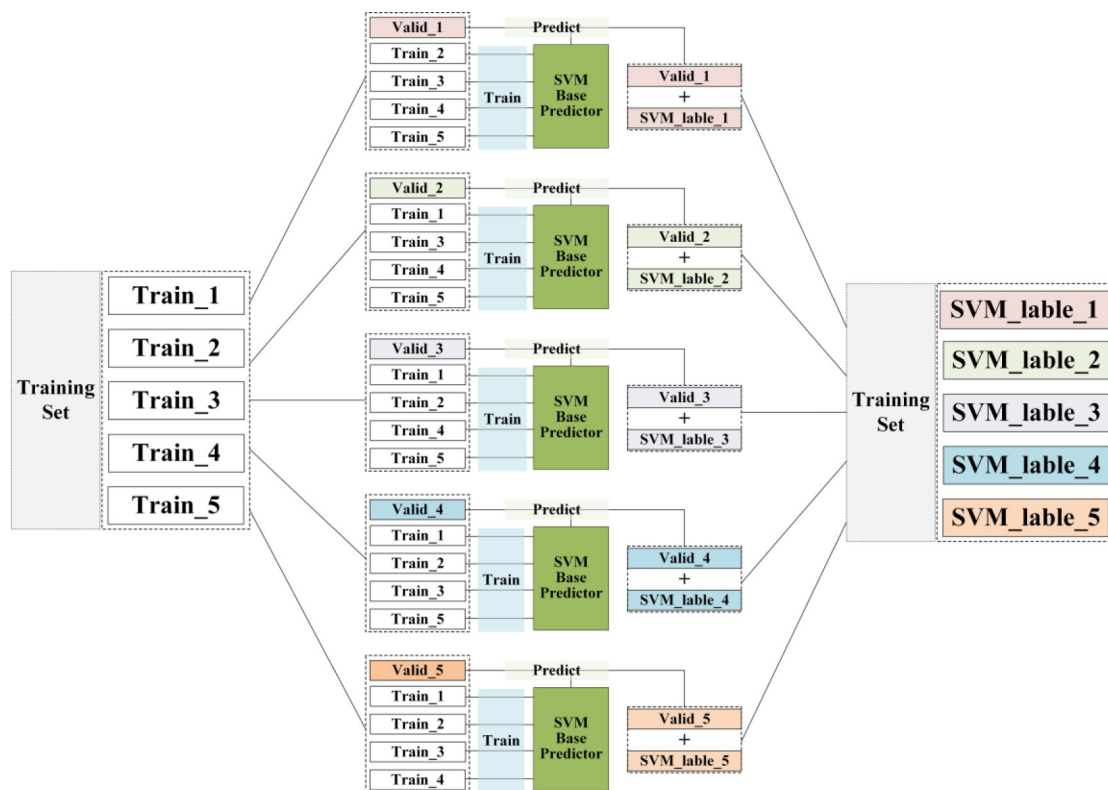 Training
Set
Train_1
Train_2
Train_3
Train_4
Train_5
Valid_1
Train_2
Train_3
Train_4
Train_5
Train
Predict
SVM
Base
Predictor
Valid_1
+
SVM_lable_1
Valid_2
Train_1
Train_3
Train_4
Train_5
Train
Predict
SVM
Base
Predictor
Valid_2
+
SVM_lable_2
Valid_3
Train_1
Train_2
Train_4
Train_5
Train
Predict
SVM
Base
Predictor
Valid_3
+
SVM_lable_3
Valid_4
Train_1
Train_2
Train_3
Train_5
Train
Predict
SVM
Base
Predictor
Valid_4
+
SVM_lable_4
Valid_5
Train_1
Train_2
Train_3
Train_4
Train
Predict
SVM
Base
Predictor
Valid_5
+
SVM_lable_5
Training
Set
SVM_lable_1
SVM_lable_2
SVM_lable_3
SVM_lable_4
SVM_lable_5